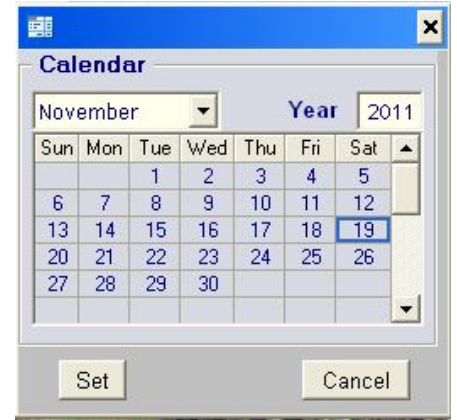 Calendar
November Year 2011
Sun Mon Tue Wed Thu Fri Sat
1 2 3 4 5
6 7 8 9 10 11 12
13 14 15 16 17 18 19
20 21 22 23 24 25 26
27 28 29 30
Set Cancel